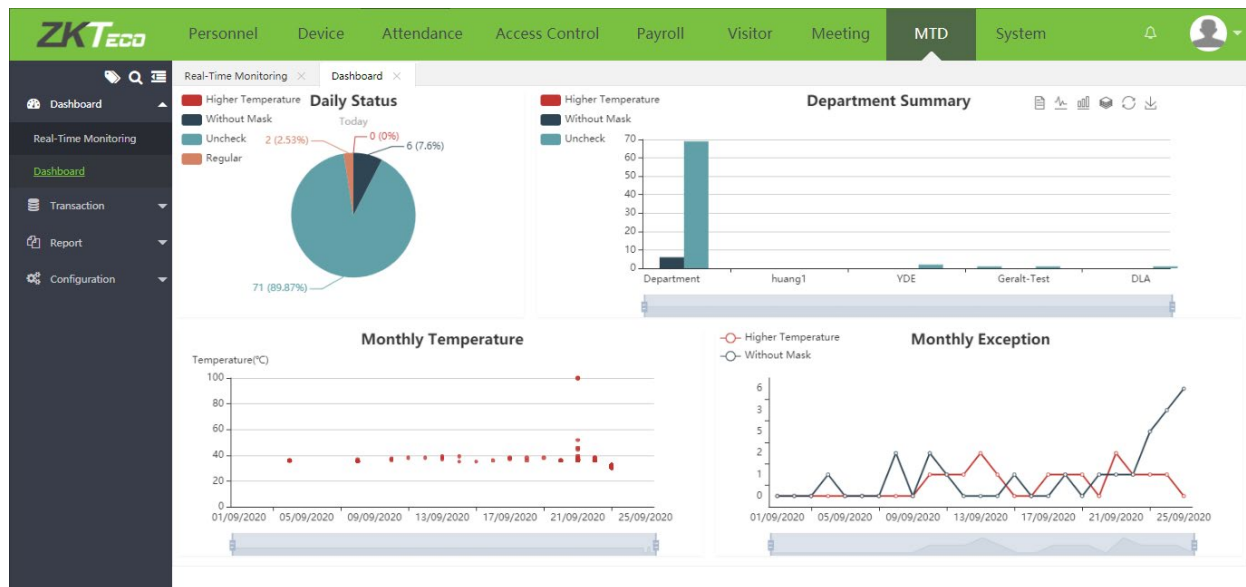 ZKTeco
Personnel Device Attendance Access Control Payroll Visitor Meeting MTD System
Dashboard
Real-Time Monitoring
Dashboard
Transaction
Report
Configuration
Real-Time Monitoring × Dashboard ×
Daily Status
Today
Higher Temperature
Without Mask
Uncheck
Regular
2 (2.53%)
0 (0%)
6 (7.6%)
71 (89.87%)
Department Summary
Higher Temperature
Without Mask
Uncheck
70
60
50
40
30
20
10
0
Department huang1 YDE Geralt-Test DLA
Monthly Temperature
Temperature(°C)
100
80
60
40
20
0
01/09/2020 05/09/2020 09/09/2020 13/09/2020 17/09/2020 21/09/2020 25/09/2020
Monthly Exception
Higher Temperature
Without Mask
6
3
5
2
1
0
01/09/2020 05/09/2020 09/09/2020 13/09/2020 17/09/2020 21/09/2020 25/09/2020